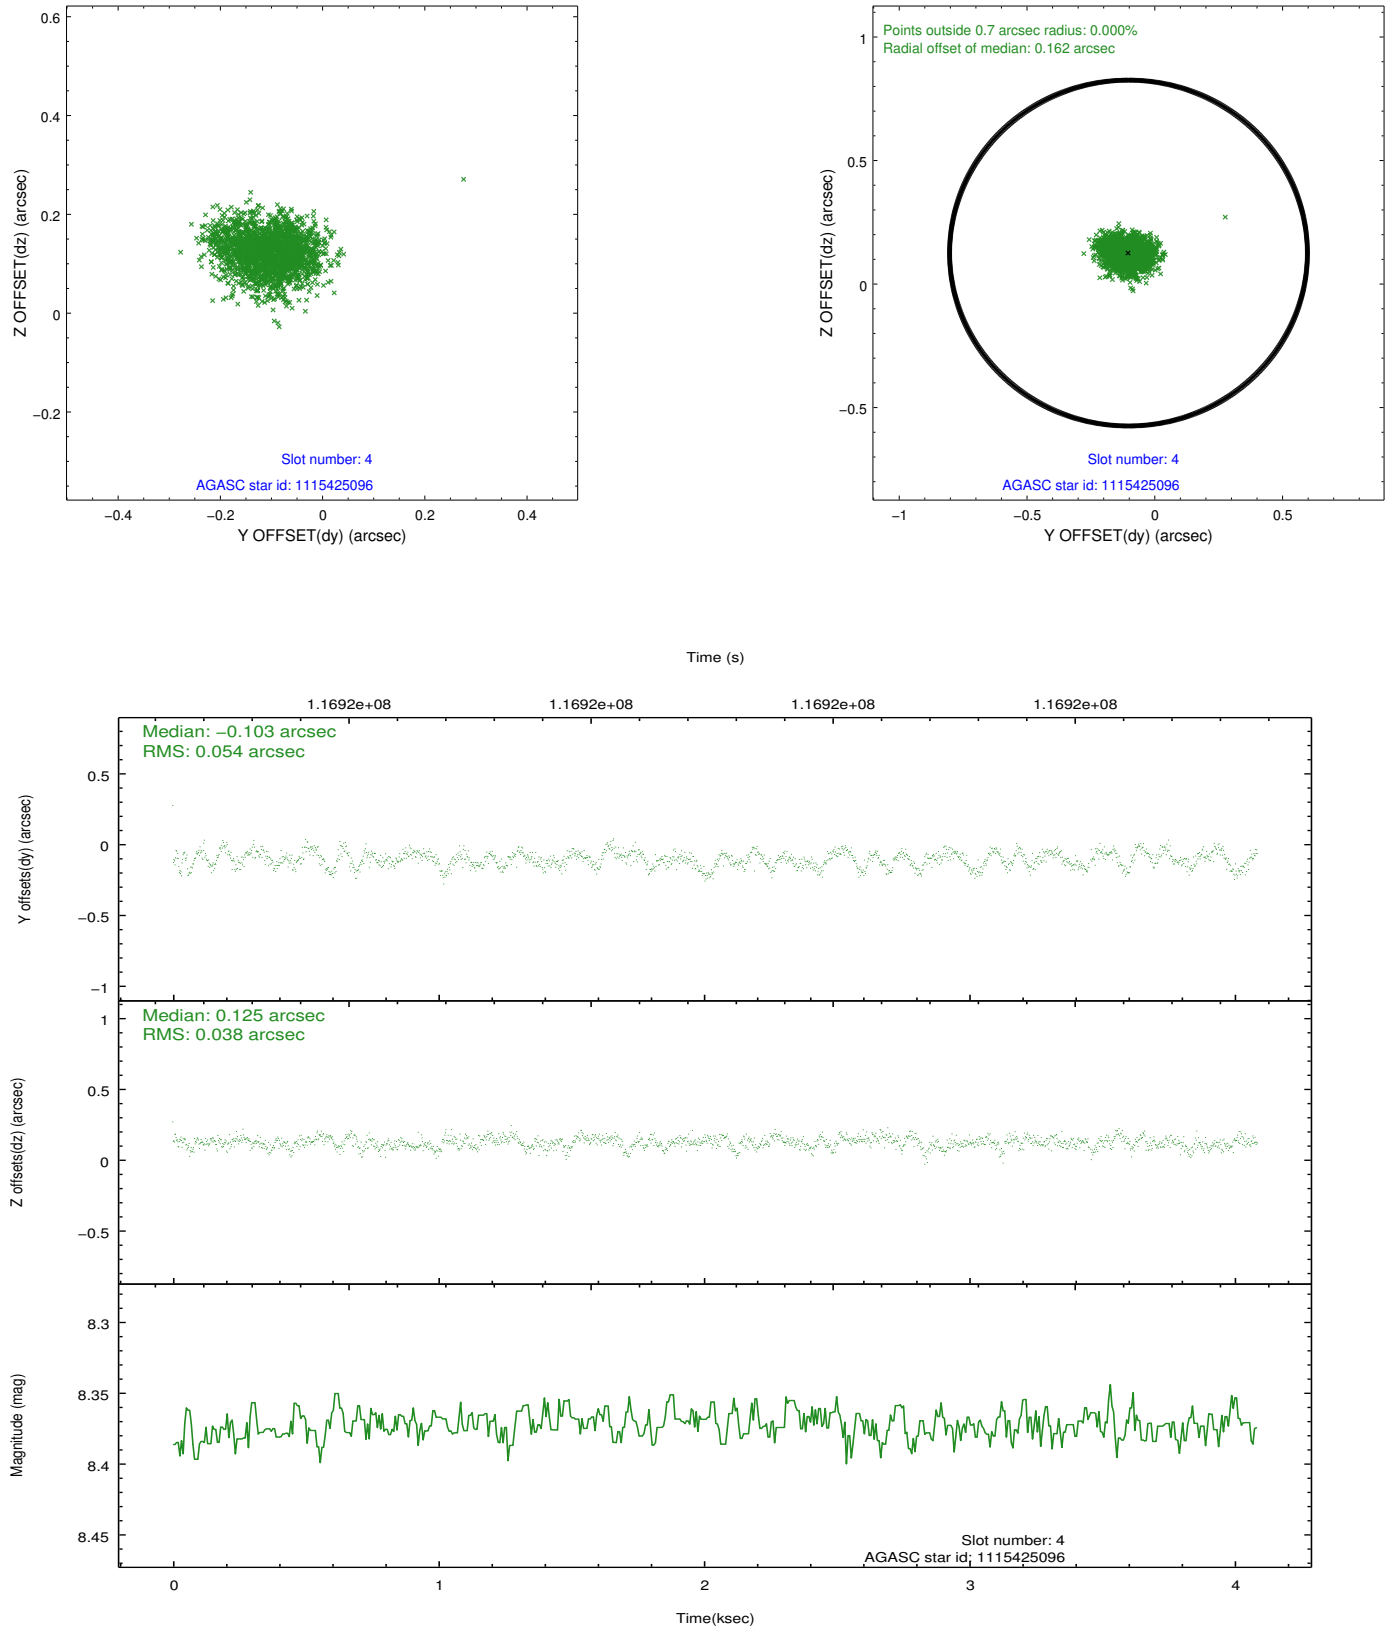 0.6
0.4
0.2
0
−0.2
Z OFFSET(dz) (arcsec)
Slot number: 4
AGASC star id: 1115425096
−0.4 −0.2 0 0.2 0.4
Y OFFSET(dy) (arcsec)
Points outside 0.7 arcsec radius: 0.000%
Radial offset of median: 0.162 arcsec
1
0.5
0
−0.5
Z OFFSET(dz) (arcsec)
Slot number: 4
AGASC star id: 1115425096
−1 −0.5 0 0.5
Y OFFSET(dy) (arcsec)
Time (s)
1.1692e+08 1.1692e+08 1.1692e+08 1.1692e+08
Median: −0.103 arcsec
RMS: 0.054 arcsec
0.5
0
−0.5
−1
Y offsets(dy) (arcsec)
Median: 0.125 arcsec
RMS: 0.038 arcsec
1
0.5
0
−0.5
Z offsets(dz) (arcsec)
8.3
8.35
8.4
8.45
Magnitude (mag)
Slot number: 4
AGASC star id: 1115425096
0 1 2 3 4
Time(ksec)